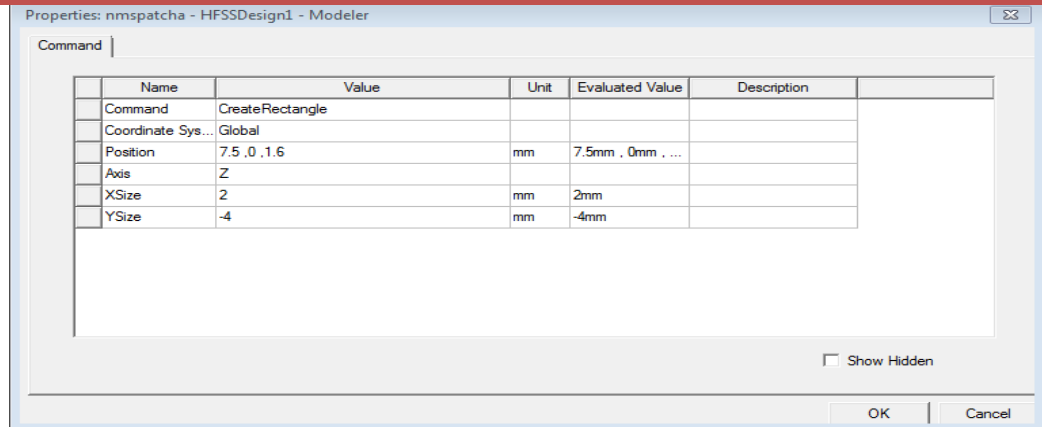 Properties: nmspatcha - HFSSDesign1 - Modeler
Command
Name Value Unit Evaluated Value Description
Command CreateRectangle
Coordinate Sys... Global
Position 7.5 ,0 ,1.6 mm 7.5mm , 0mm , ...
Axis Z
XSize 2 mm 2mm
YSize -4 mm -4mm
Show Hidden
OK Cancel